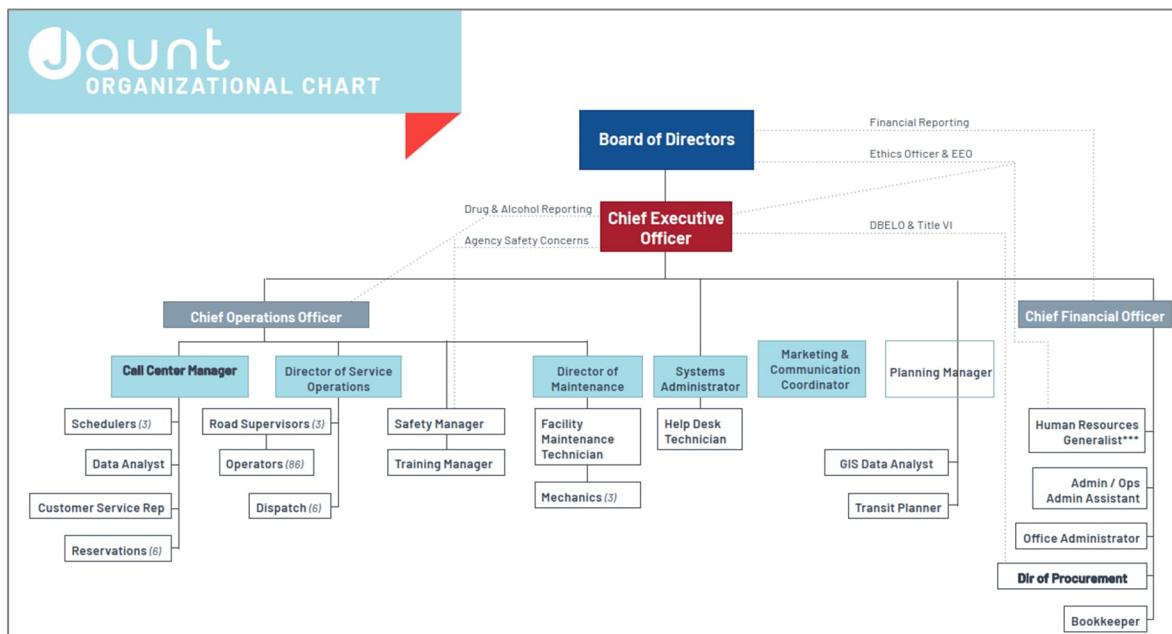 Jaunt
ORGANIZATIONAL CHART
Board of Directors
Financial Reporting
Ethics Officer & EEO
Drug & Alcohol Reporting
Chief Executive
Officer
Agency Safety Concerns
DBELO & Title VI
Chief Operations Officer
Chief Financial Officer
Call Center Manager
Director of Service
Operations
Director of
Maintenance
Systems
Administrator
Marketing &
Communication
Coordinator
Planning Manager
Schedulers (3)
Data Analyst
Customer Service Rep
Reservations (6)
Road Supervisors (3)
Operators (86)
Dispatch (6)
Safety Manager
Training Manager
Facility
Maintenance
Technician
Mechanics (3)
Help Desk
Technician
GIS Data Analyst
Transit Planner
Human Resources
Generalist***
Admin / Ops
Admin Assistant
Office Administrator
Dir of Procurement
Bookkeeper